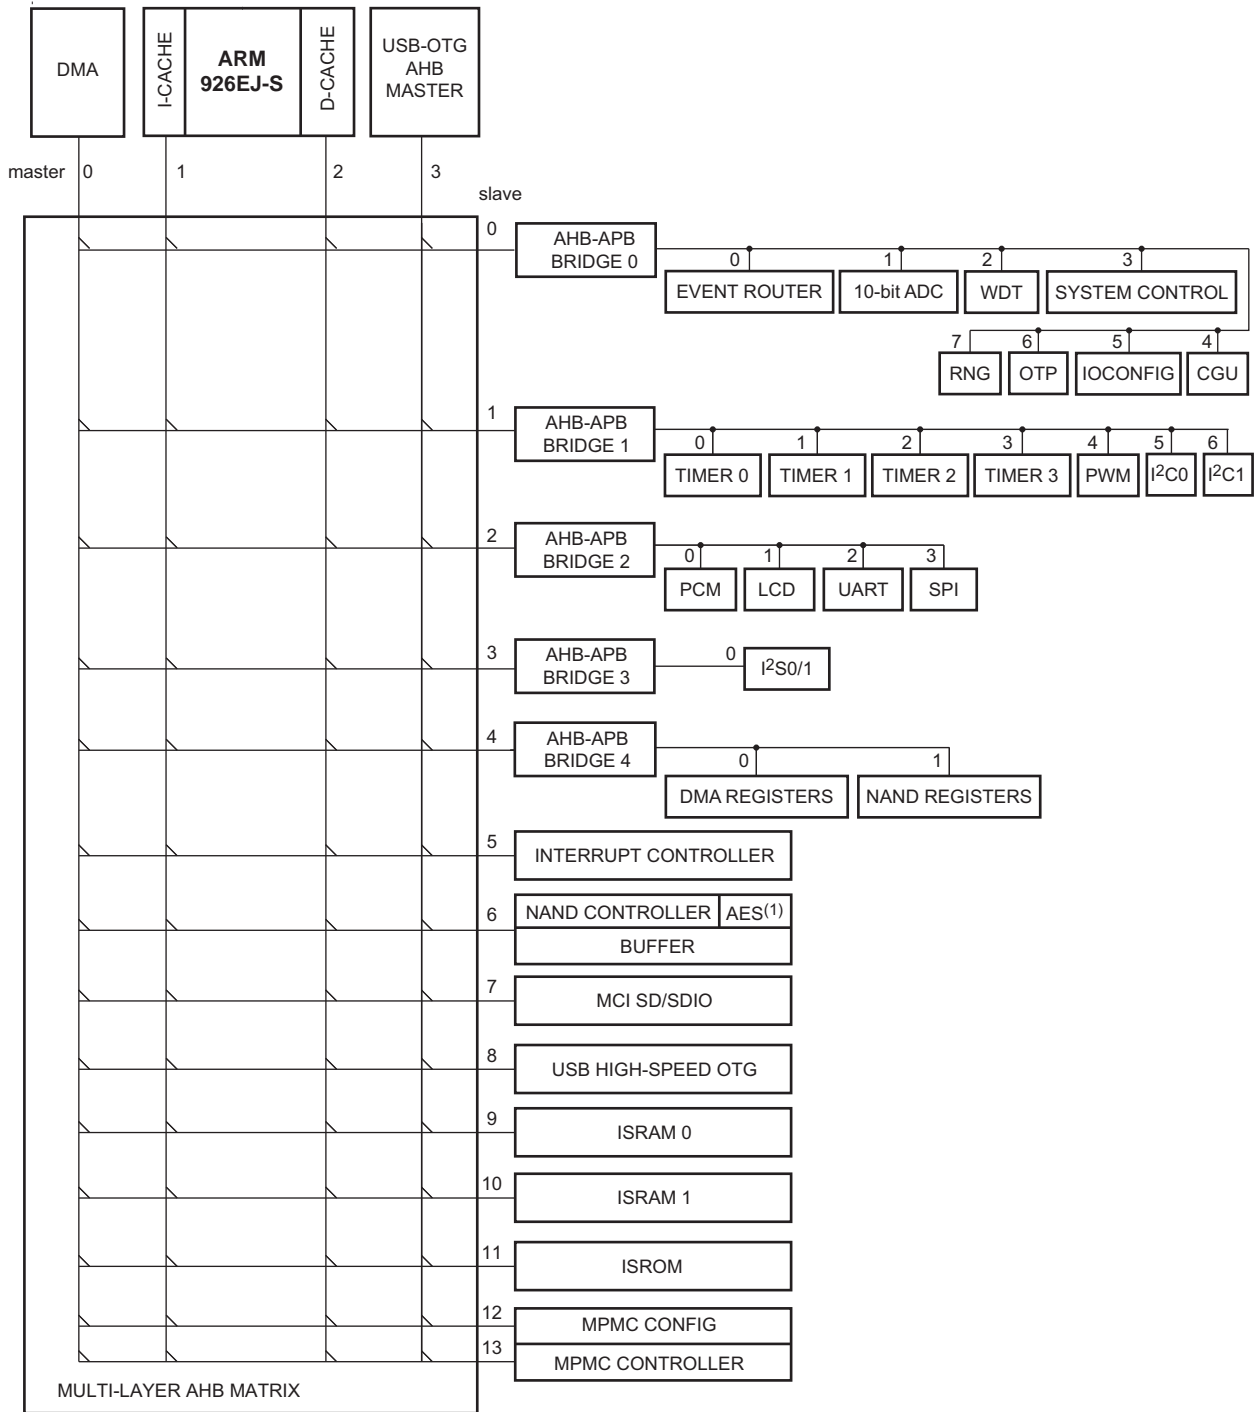 DMA
I-CACHE
ARM
926EJ-S
D-CACHE
USB-OTG
AHB
MASTER
master 0 1 2 3
slave
0
AHB-APB
BRIDGE 0
0 1 2 3
EVENT ROUTER 10-bit ADC WDT SYSTEM CONTROL
7 6 5 4
RNG OTP IOCONFIG CGU
1
AHB-APB
BRIDGE 1
0 1 2 3 4 5 6
TIMER 0 TIMER 1 TIMER 2 TIMER 3 PWM I2C0 I2C1
2
AHB-APB
BRIDGE 2
0 1 2 3
PCM LCD UART SPI
3
AHB-APB
BRIDGE 3
0
I2S0/1
4
AHB-APB
BRIDGE 4
0 1
DMA REGISTERS NAND REGISTERS
5
INTERRUPT CONTROLLER
6
NAND CONTROLLER AES(1)
BUFFER
7
MCI SD/SDIO
8
USB HIGH-SPEED OTG
9
ISRAM 0
10
ISRAM 1
11
ISROM
12
MPMC CONFIG
13
MPMC CONTROLLER
MULTI-LAYER AHB MATRIX